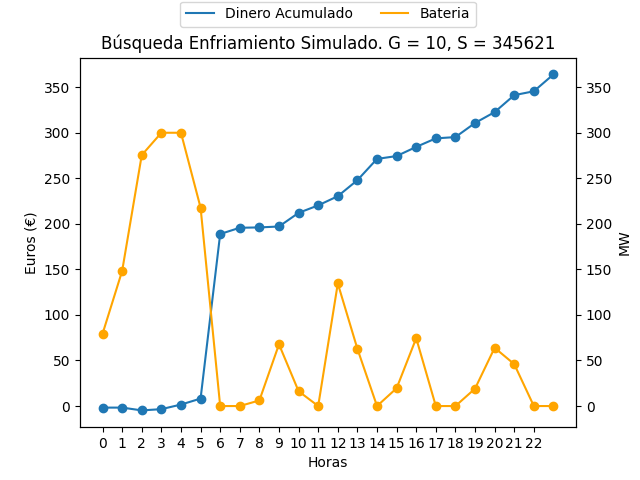 Dinero Acumulado Bateria
Búsqueda Enfriamiento Simulado. G = 10, S = 345621
350 350
300 300
250 250
200 200
150 150
100 100
50 50
0 0
Euros (€)
MW
0 1 2 3 4 5 6 7 8 9 10 11 12 13 14 15 16 17 18 19 20 21 22
Horas